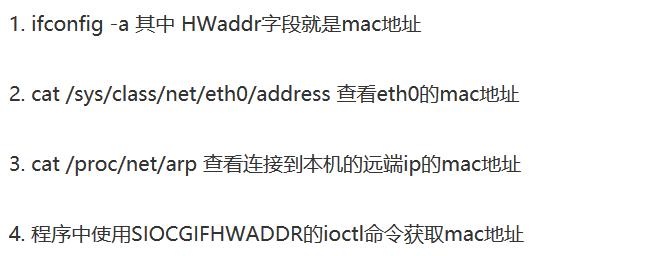 1. ifconfig -a 其中 HWaddr字段就是mac地址
2. cat /sys/class/net/eth0/address 查看eth0的mac地址
3. cat /proc/net/arp 查看连接到本机的远端ip的mac地址
4. 程序中使用SIOCGIFHWADDR的ioctl命令获取mac地址